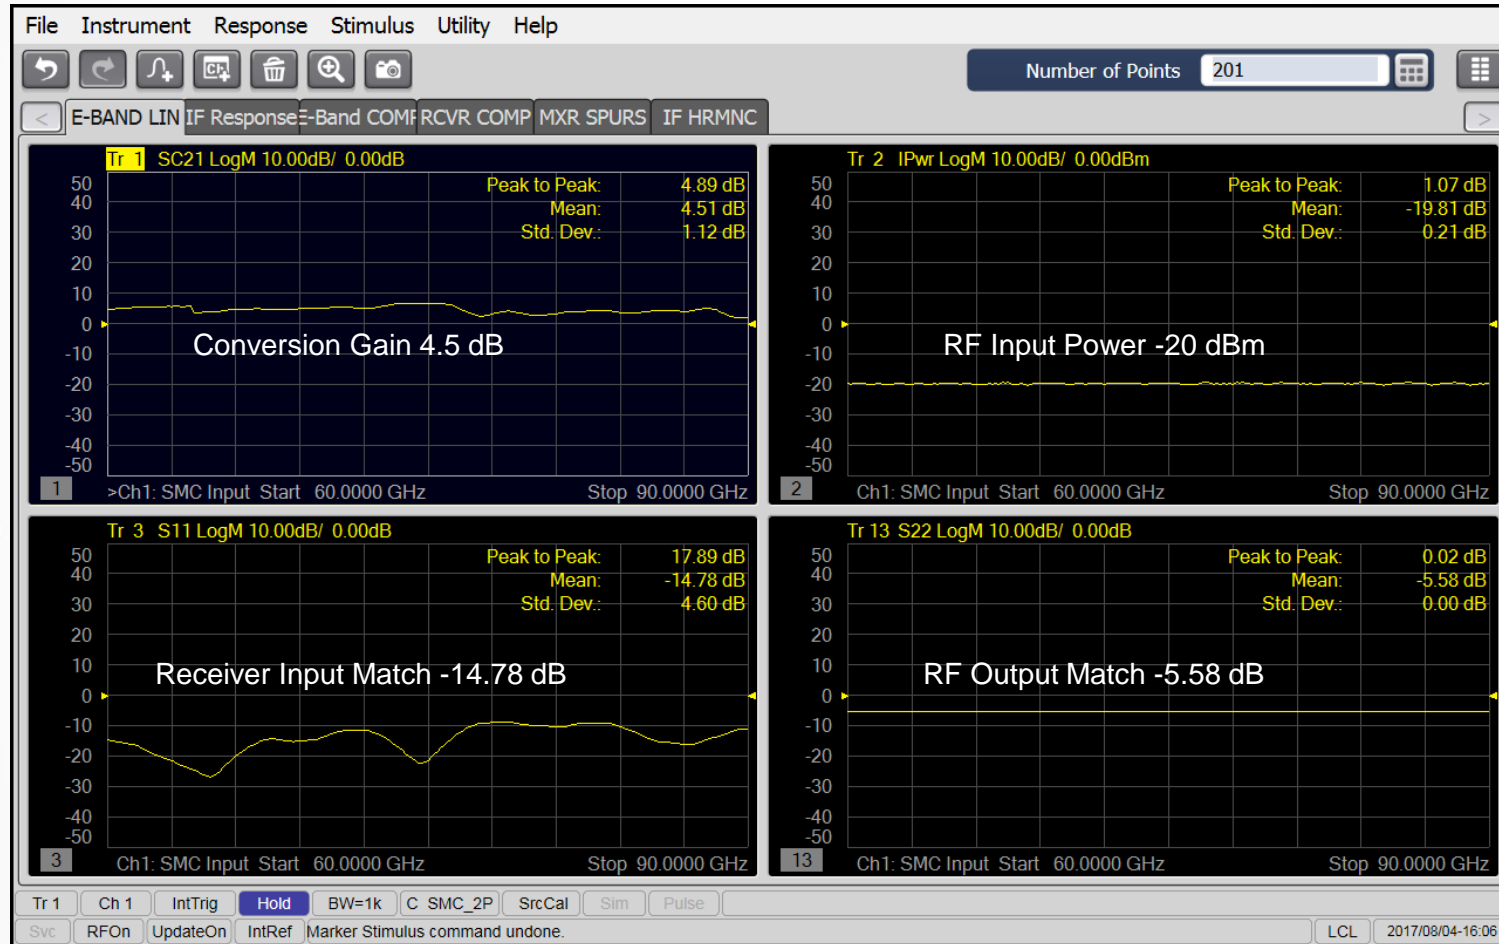 File Instrument Response Stimulus Utility Help
Number of Points 201
< E-BAND LIN IF Response E-Band COMF RCVR COMP MXR SPURS IF HRMNC >
Tr 1 SC21 LogM 10.00dB/ 0.00dB
50
40
30
20
10
0
-10
-20
-30
-40
-50
Peak to Peak: 4.89 dB
Mean: 4.51 dB
Std. Dev.: 1.12 dB
Conversion Gain 4.5 dB
1 >Ch1: SMC Input Start 60.0000 GHz Stop 90.0000 GHz
Tr 2 IPwr LogM 10.00dB/ 0.00dBm
50
40
30
20
10
0
-10
-20
-30
-40
-50
Peak to Peak: 1.07 dB
Mean: -19.81 dB
Std. Dev.: 0.21 dB
RF Input Power -20 dBm
2 Ch1: SMC Input Start 60.0000 GHz Stop 90.0000 GHz
Tr 3 S11 LogM 10.00dB/ 0.00dB
50
40
30
20
10
0
-10
-20
-30
-40
-50
Peak to Peak: 17.89 dB
Mean: -14.78 dB
Std. Dev.: 4.60 dB
Receiver Input Match -14.78 dB
3 Ch1: SMC Input Start 60.0000 GHz Stop 90.0000 GHz
Tr 13 S22 LogM 10.00dB/ 0.00dB
50
40
30
20
10
0
-10
-20
-30
-40
-50
Peak to Peak: 0.02 dB
Mean: -5.58 dB
Std. Dev.: 0.00 dB
RF Output Match -5.58 dB
13 Ch1: SMC Input Start 60.0000 GHz Stop 90.0000 GHz
Tr 1 Ch 1 IntTrig Hold BW=1k C SMC_2P SrcCal Sim Pulse
Svc RFOn UpdateOn IntRef Marker Stimulus command undone. LCL 2017/08/04-16:06